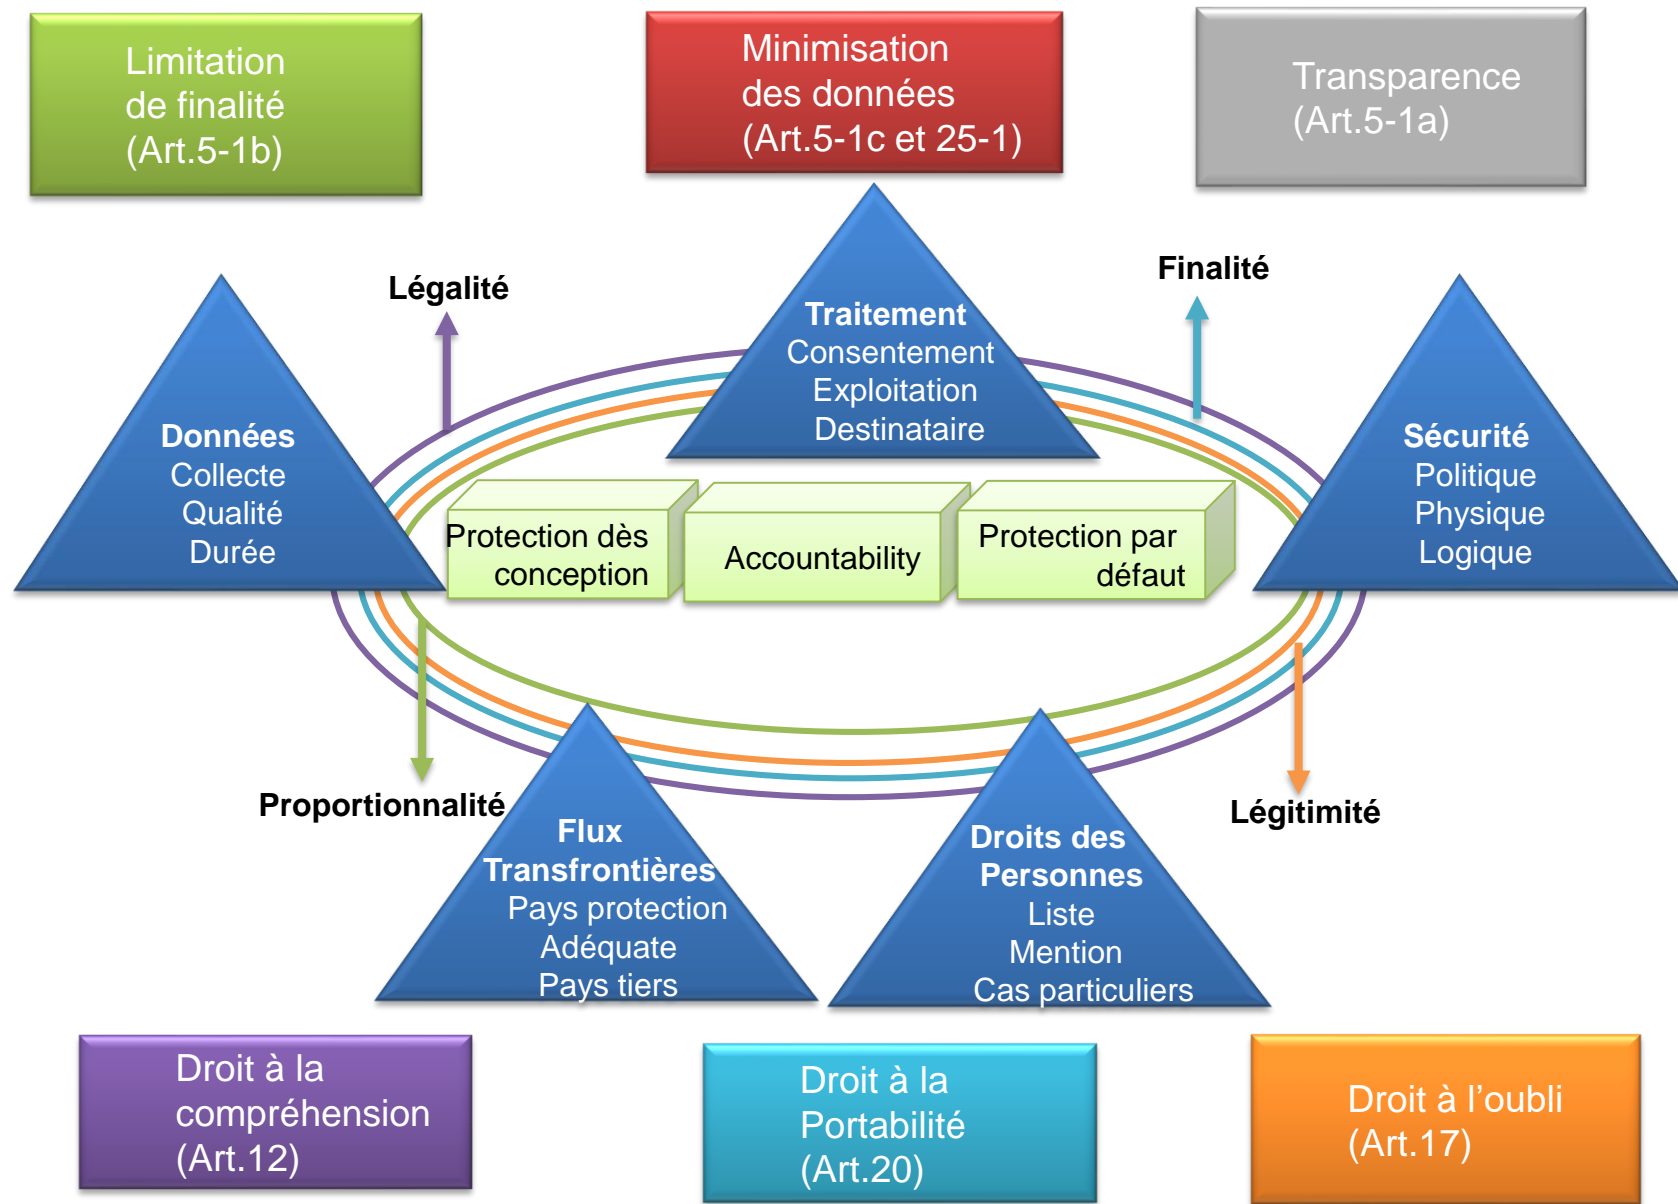 Limitation
de finalité
(Art.5-1b)
Minimisation
des données
(Art.5-1c et 25-1)
Transparence
(Art.5-1a)
Légalité
Finalité
Traitement
Consentement
Exploitation
Destinataire
Données
Collecte
Qualité
Durée
Sécurité
Politique
Physique
Logique
Protection dès
conception
Accountability
Protection par
défaut
Proportionnalité
Légitimité
Flux
Transfrontières
Pays protection
Adéquate
Pays tiers
Droits des
Personnes
Liste
Mention
Cas particuliers
Droit à la
compréhension
(Art.12)
Droit à la
Portabilité
(Art.20)
Droit à l’oubli
(Art.17)